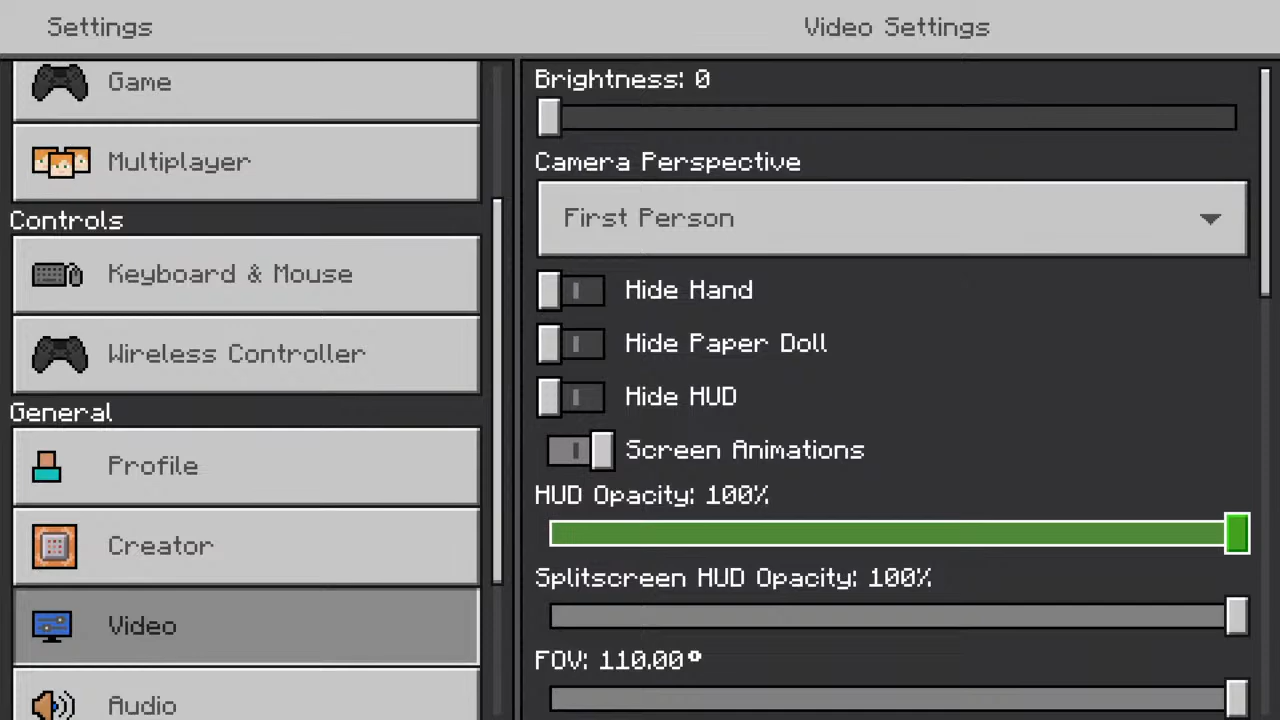 Settings
Video Settings
Game
Multiplayer
Controls
Keyboard & Mouse
Wireless Controller
General
Profile
Creator
Video
Audio
Brightness: 0
Camera Perspective
First Person
Hide Hand
Hide Paper Doll
Hide HUD
Screen Animations
HUD Opacity: 100%
Splitscreen HUD Opacity: 100%
FOV: 110.00°